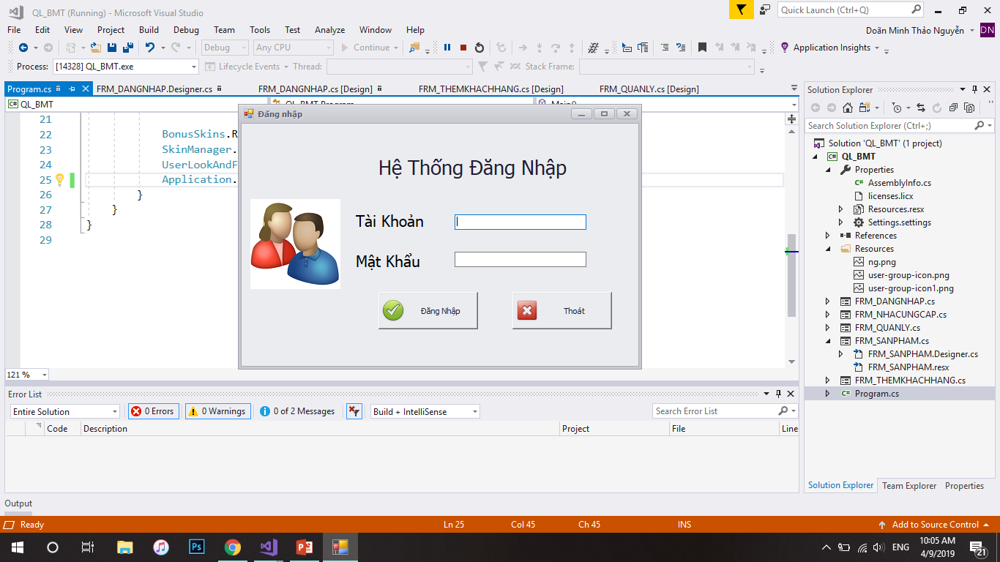 QL_BMT (Running) - Microsoft Visual Studio
Quick Launch (Ctrl+Q)
File Edit View Project Build Debug Team Tools Test Analyze Window Help
Doãn Minh Thảo Nguyễn DN
Debug Any CPU Continue Application Insights
Process: [14328] QL_BMT.exe Lifecycle Events Thread: Stack Frame:
Program.cs FRM_DANGNHAP.Designer.cs FRM_DANGNHAP.cs [Design] FRM_THEMKHACHHANG.cs [Design] FRM_QUANLY.cs [Design]
C# QL_BMT QL_BMT.Program Main()
Đăng nhập
21
22 BonusSkins.R
23 SkinManager.
24 UserLookAndF
25 Application.
26 }
27 }
28 }
29
Hệ Thống Đăng Nhập
Tài Khoản
Mật Khẩu
Đăng Nhập Thoát
121 %
Solution Explorer
Search Solution Explorer (Ctrl+;)
Solution 'QL_BMT' (1 project)
C# QL_BMT
Properties
C# AssemblyInfo.cs
licenses.licx
Resources.resx
Settings.settings
References
Resources
ng.png
user-group-icon.png
user-group-icon1.png
FRM_DANGNHAP.cs
FRM_NHACUNGCAP.cs
FRM_QUANLY.cs
FRM_SANPHAM.cs
FRM_SANPHAM.Designer.cs
FRM_SANPHAM.resx
FRM_THEMKHACHHANG.cs
C# Program.cs
Solution Explorer Team Explorer Properties
Error List
Entire Solution 0 Errors 0 Warnings 0 of 2 Messages Build + IntelliSense Search Error List
Code Description Project File Line
Output
Ready Ln 25 Col 45 Ch 45 INS Add to Source Control
Ps P ENG 10:05 AM
4/9/2019 21